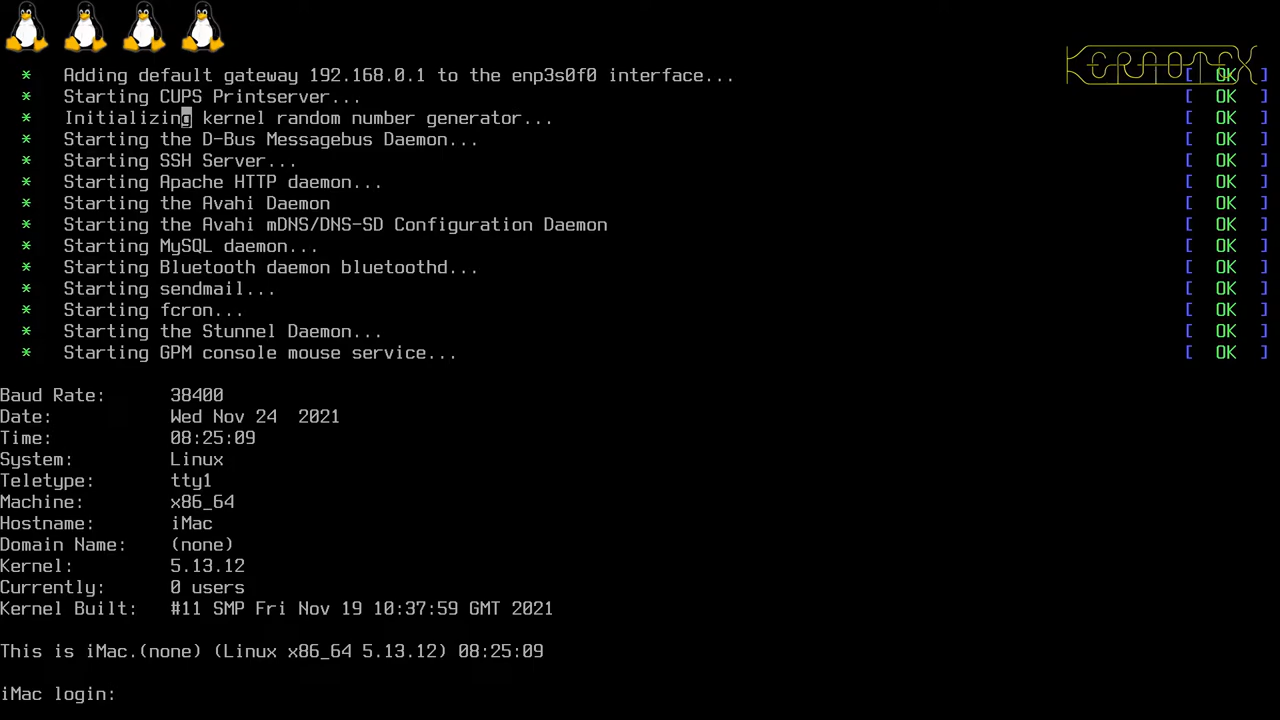 KERNOTEX
* Adding default gateway 192.168.0.1 to the enp3s0f0 interface... [ OK ]
* Starting CUPS Printserver... [ OK ]
* Initializing kernel random number generator... [ OK ]
* Starting the D-Bus Messagebus Daemon... [ OK ]
* Starting SSH Server... [ OK ]
* Starting Apache HTTP daemon... [ OK ]
* Starting the Avahi Daemon [ OK ]
* Starting the Avahi mDNS/DNS-SD Configuration Daemon [ OK ]
* Starting MySQL daemon... [ OK ]
* Starting Bluetooth daemon bluetoothd... [ OK ]
* Starting sendmail... [ OK ]
* Starting fcron... [ OK ]
* Starting the Stunnel Daemon... [ OK ]
* Starting GPM console mouse service... [ OK ]
Baud Rate: 38400
Date: Wed Nov 24  2021
Time: 08:25:09
System: Linux
Teletype: tty1
Machine: x86_64
Hostname: iMac
Domain Name: (none)
Kernel: 5.13.12
Currently: 0 users
Kernel Built: #11 SMP Fri Nov 19 10:37:59 GMT 2021
This is iMac.(none) (Linux x86_64 5.13.12) 08:25:09
iMac login: